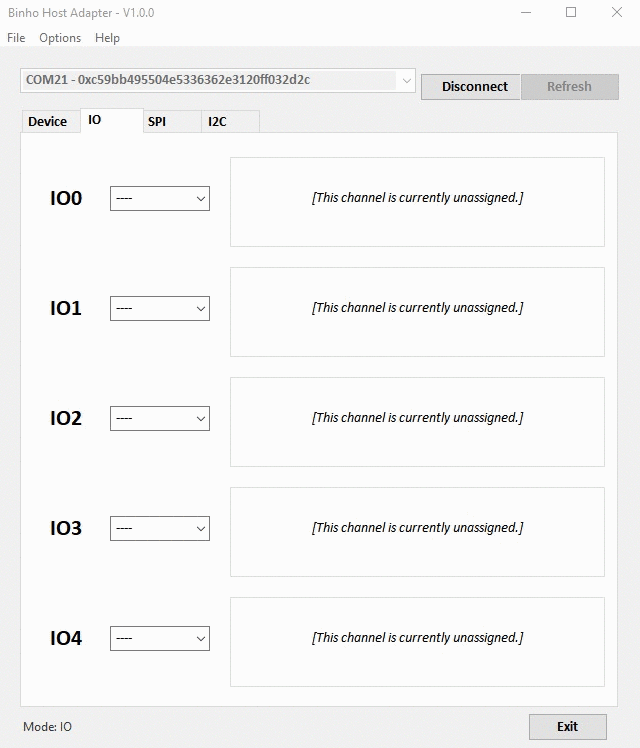 Binho Host Adapter - V1.0.0
File Options Help
COM21 - 0xc59bb495504e5336362e3120ff032d2c
Disconnect Refresh
Device IO SPI I2C
IO0 ---- [This channel is currently unassigned.]
IO1 ---- [This channel is currently unassigned.]
IO2 ---- [This channel is currently unassigned.]
IO3 ---- [This channel is currently unassigned.]
IO4 ---- [This channel is currently unassigned.]
Mode: IO Exit